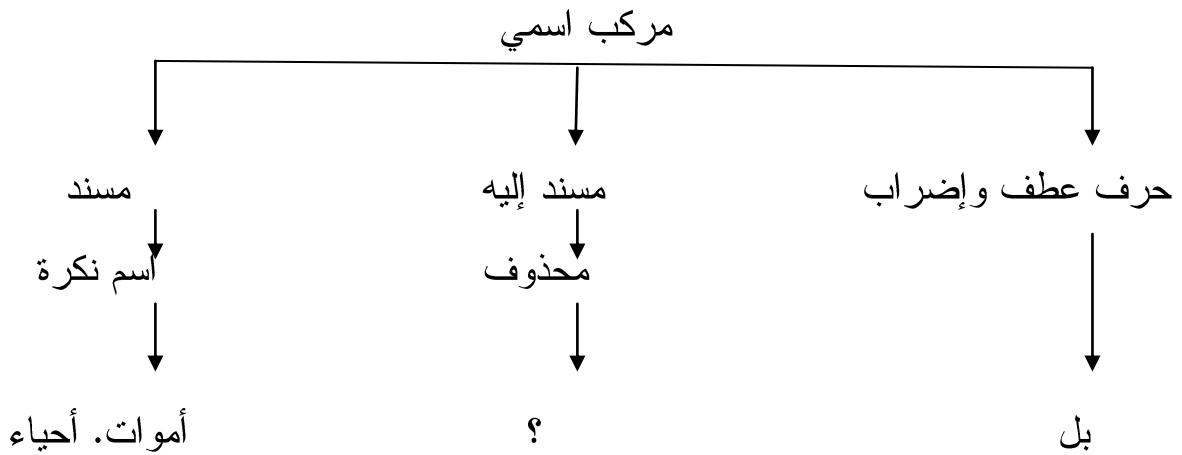 مركب اسمي
حرف عطف وإضراب مسند إليه مسند
محذوف اسم نكرة
بل ؟ أموات. أحياء